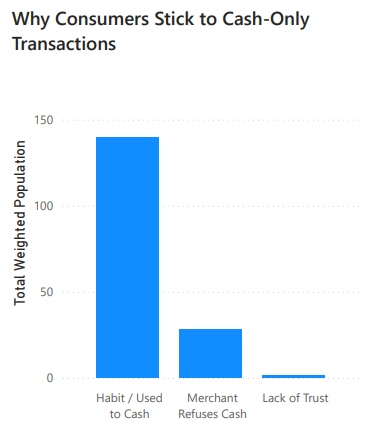 Why Consumers Stick to Cash-Only
Transactions
Total Weighted Population
150
100
50
0
Habit / Used
to Cash
Merchant
Refuses Cash
Lack of Trust